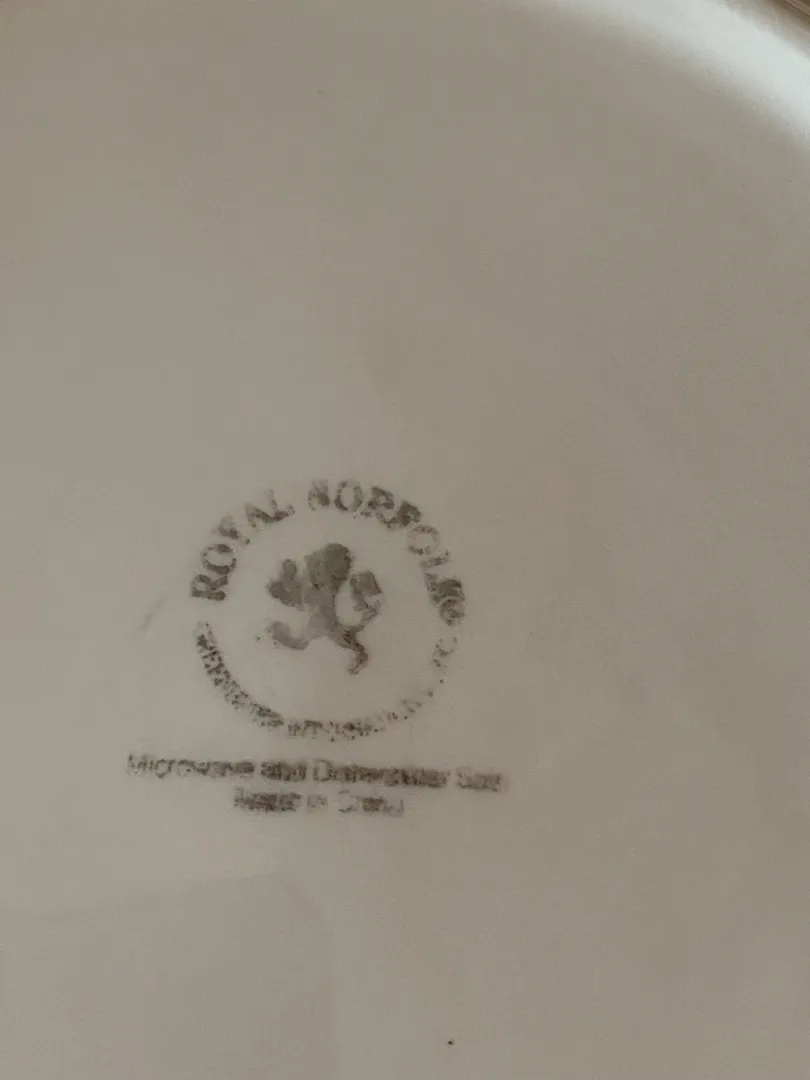 ROYAL NORFOLK
Microwave and Dishwasher Safe
Made in China